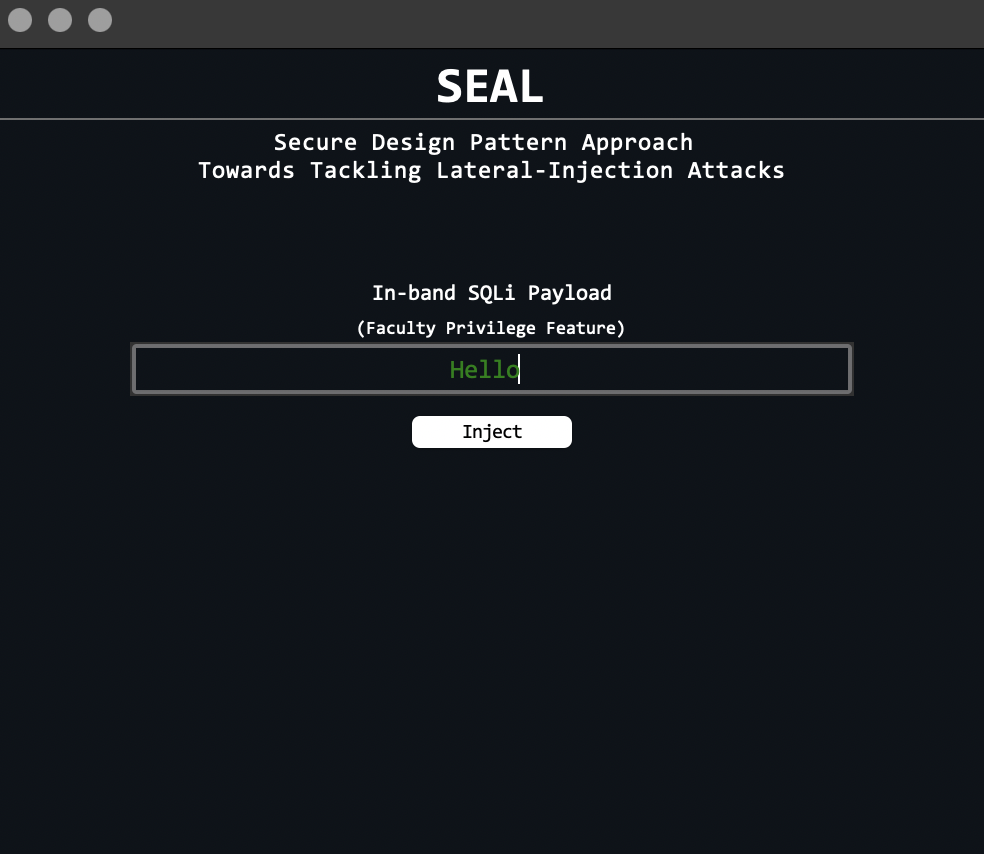 SEAL
Secure Design Pattern Approach
Towards Tackling Lateral-Injection Attacks
In-band SQLi Payload
(Faculty Privilege Feature)
Hello
Inject